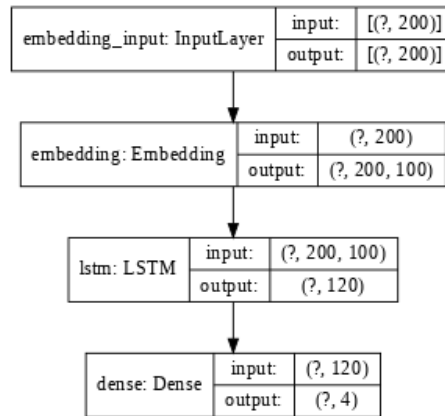 embedding_input: InputLayer
input: [(?, 200)]
output: [(?, 200)]
embedding: Embedding
input: (?, 200)
output: (?, 200, 100)
lstm: LSTM
input: (?, 200, 100)
output: (?, 120)
dense: Dense
input: (?, 120)
output: (?, 4)